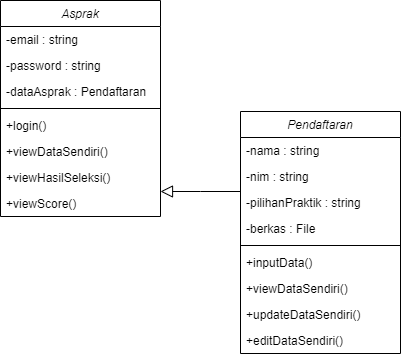 Asprak
-email : string
-password : string
-dataAsprak : Pendaftaran
+login()
+viewDataSendiri()
+viewHasilSeleksi()
+viewScore()
Pendaftaran
-nama : string
-nim : string
-pilihanPraktik : string
-berkas : File
+inputData()
+viewDataSendiri()
+updateDataSendiri()
+editDataSendiri()